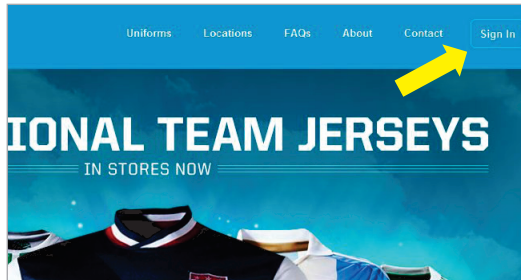 Uniforms Locations FAQs About Contact Sign In
IONAL TEAM JERSEYS
IN STORES NOW